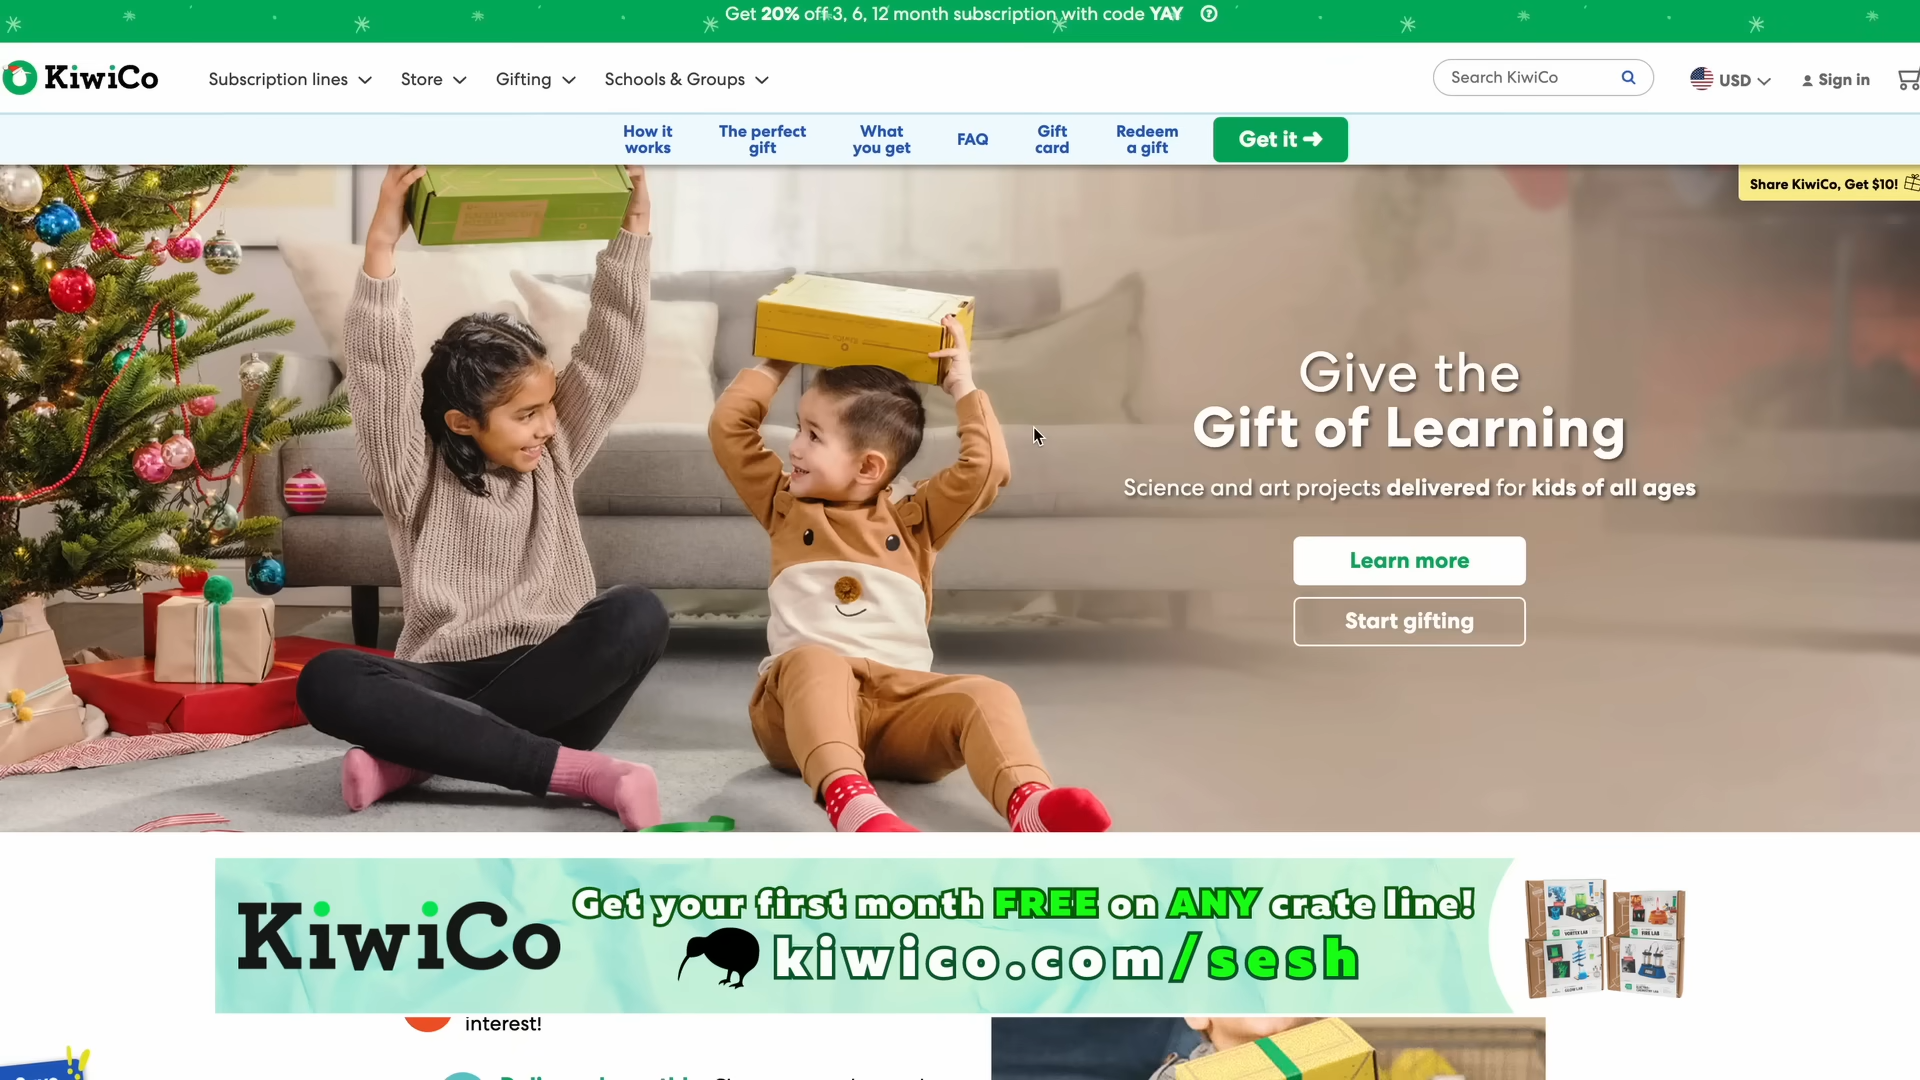 Get 20% off 3, 6, 12 month subscription with code YAY
KiwiCo
Subscription lines
Store
Gifting
Schools & Groups
Search KiwiCo
USD
Sign in
How it works
The perfect gift
What you get
FAQ
Gift card
Redeem a gift
Get it
Share KiwiCo, Get $10!
Give the
Gift of Learning
Science and art projects delivered for kids of all ages
Learn more
Start gifting
KiwiCo
Get your first month FREE on ANY crate line!
kiwico.com/sesh
interest!